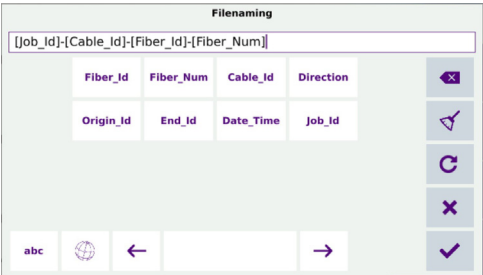 Filenaming
[Job_Id]-[Cable_Id]-[Fiber_Id]-[Fiber_Num]
Fiber_Id Fiber_Num Cable_Id Direction
Origin_Id End_Id Date_Time Job_Id
abc